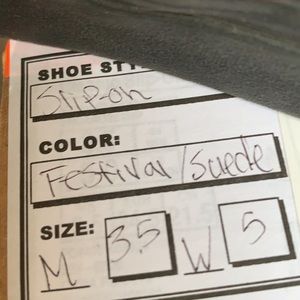 SHOE STY
Slip-on
COLOR:
Festival/Suede
SIZE:
M 3.5 W 5